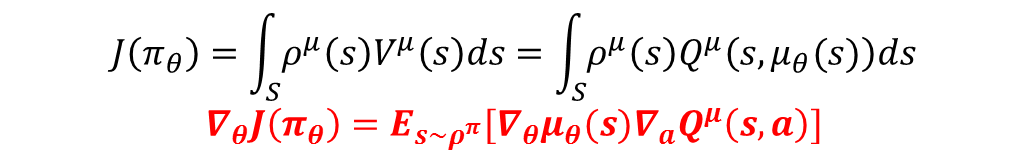 J(π_θ) = ∫_S ρ^μ(s)V^μ(s)ds = ∫_S ρ^μ(s)Q^μ(s, μ_θ(s))ds
∇_θJ(π_θ) = E_{s~ρ^π}[∇_θμ_θ(s)∇_aQ^μ(s, a)]